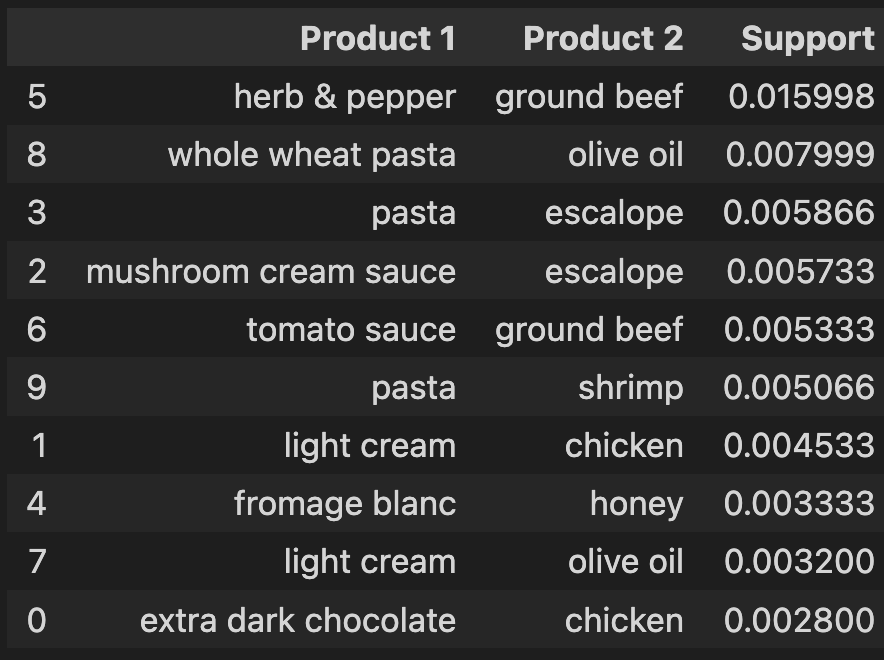 Product 1 Product 2 Support
5 herb & pepper ground beef 0.015998
8 whole wheat pasta olive oil 0.007999
3 pasta escalope 0.005866
2 mushroom cream sauce escalope 0.005733
6 tomato sauce ground beef 0.005333
9 pasta shrimp 0.005066
1 light cream chicken 0.004533
4 fromage blanc honey 0.003333
7 light cream olive oil 0.003200
0 extra dark chocolate chicken 0.002800